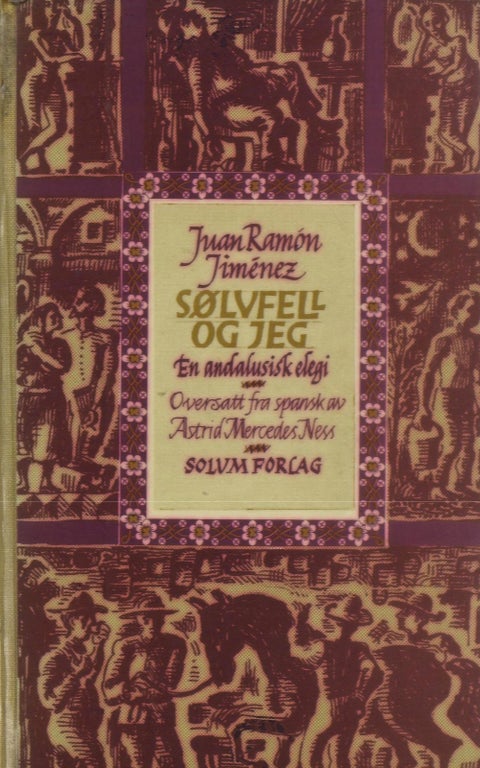 Juan Ramón
Jiménez
SØLVFELL
OG JEG
En andalusisk elegi
Oversatt fra spansk av
Astrid Mercedes Ness
SOLUM FORLAG